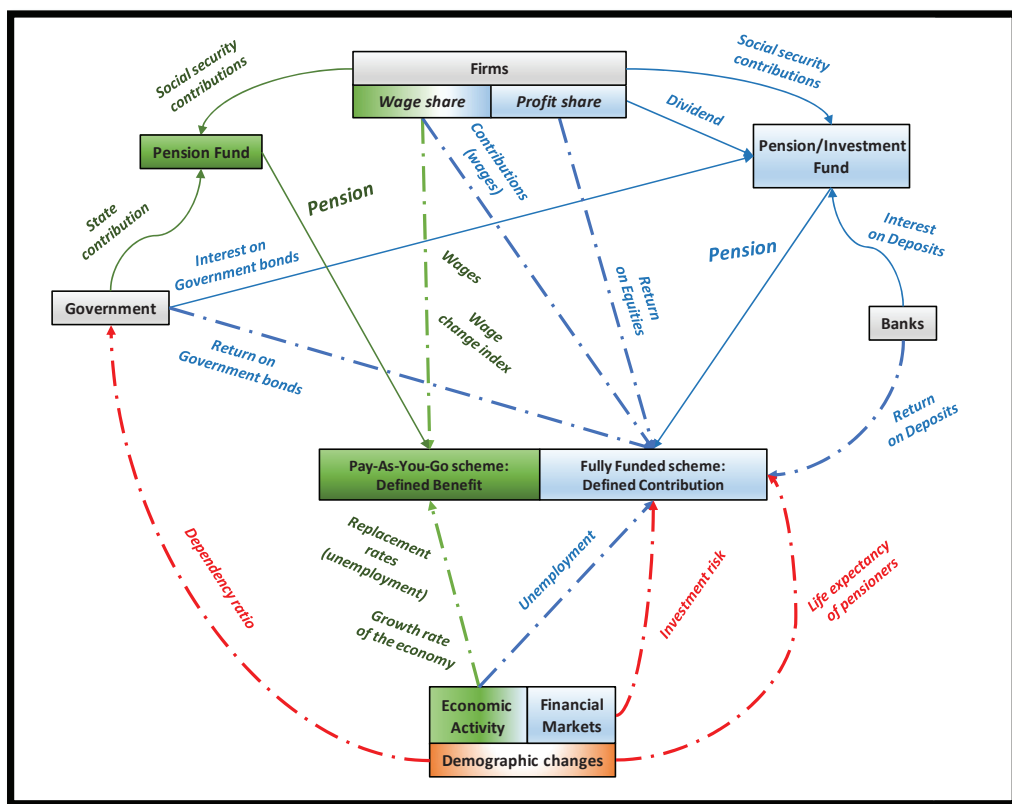 Firms
Wage share
Profit share
Social security
contributions
Social security
contributions
Dividend
Pension Fund
Pension/Investment
Fund
Contributions
(wages)
Pension
State
contribution
Interest on
Government bonds
Wages
Return
on Equities
Pension
Interest
on Deposits
Government
Banks
Wage
change index
Return on
Government bonds
Return
on Deposits
Pay-As-You-Go scheme:
Defined Benefit
Fully Funded scheme:
Defined Contribution
Dependency ratio
Replacement
rates
(unemployment)
Growth rate
of the economy
Unemployment
Investment risk
Life expectancy
of pensioners
Economic
Activity
Financial
Markets
Demographic changes